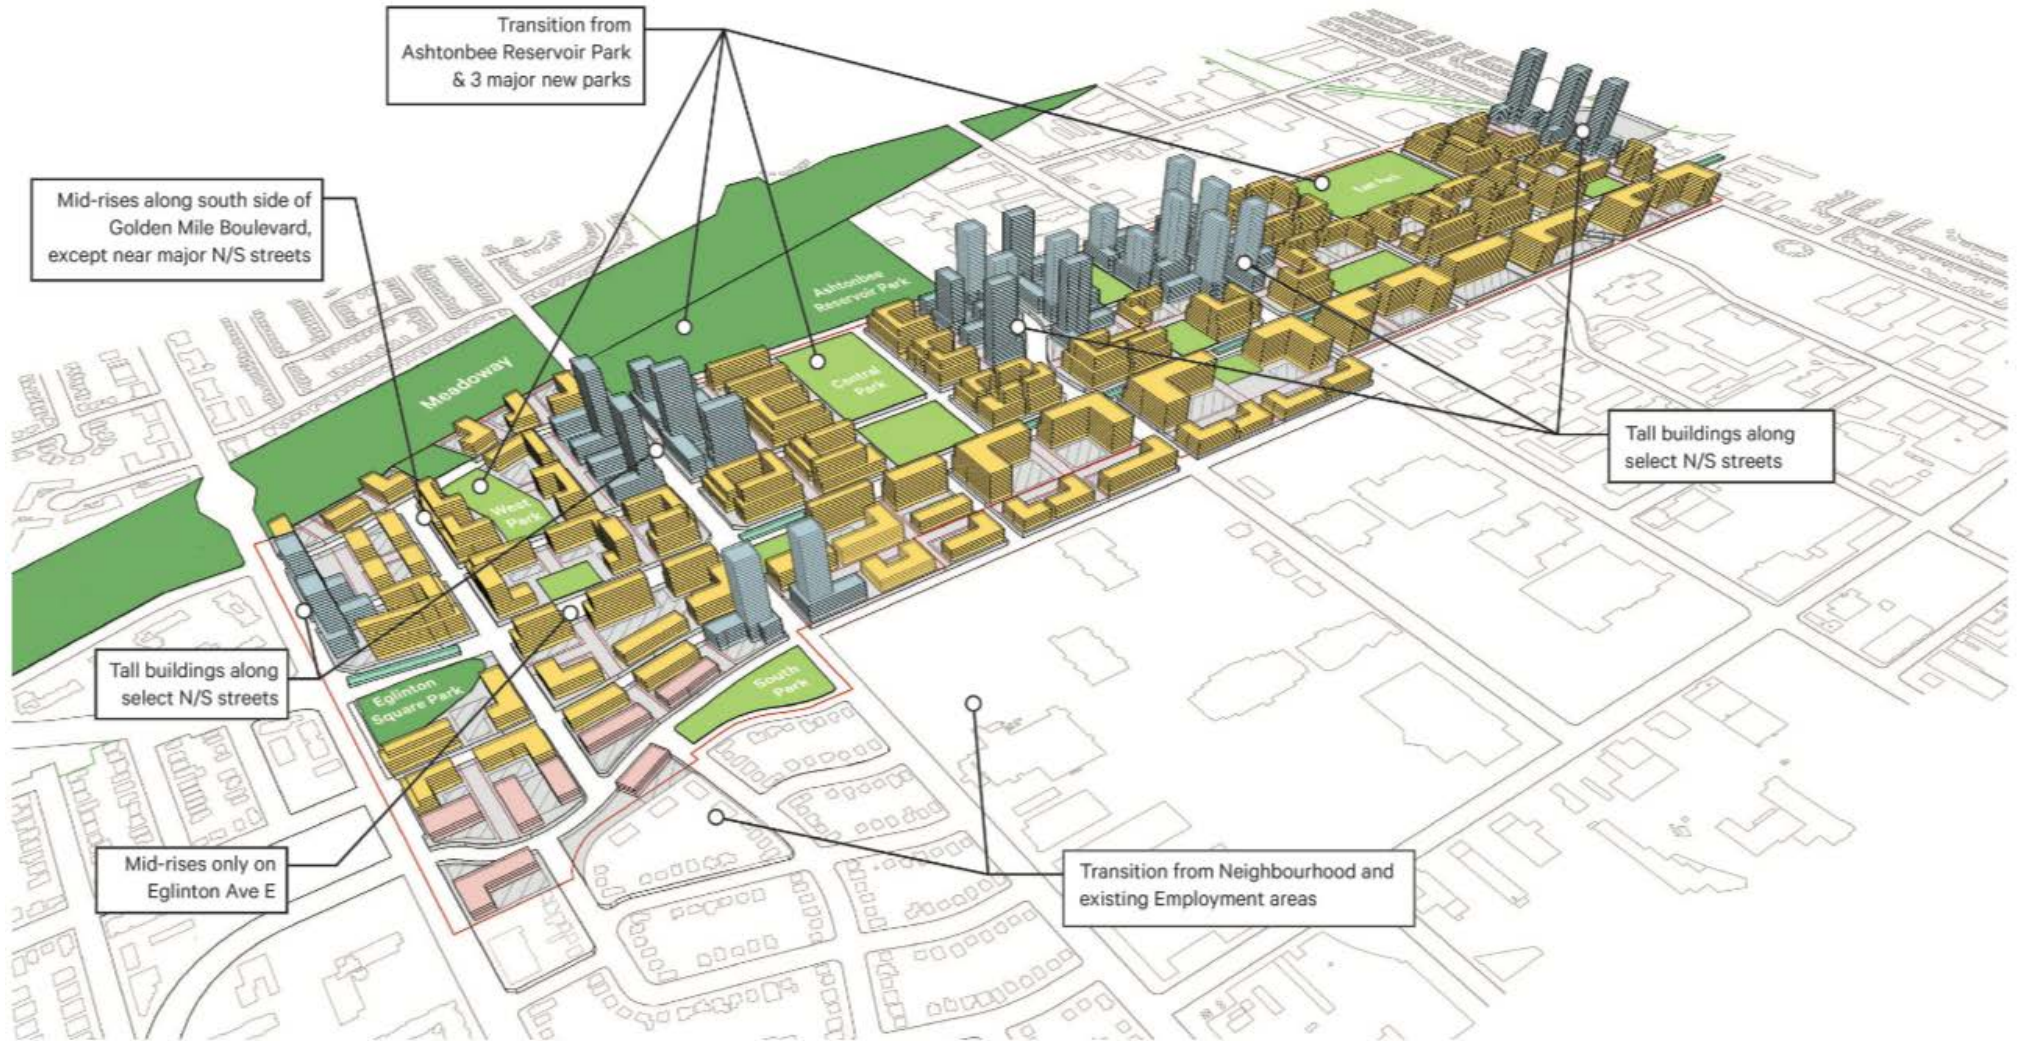 Transition from
Ashtonbee Reservoir Park
& 3 major new parks
Mid-rises along south side of
Golden Mile Boulevard,
except near major N/S streets
East Park
Ashtonbee
Reservoir Park
Meadoway
Central
Park
Tall buildings along
select N/S streets
West
Park
Tall buildings along
select N/S streets
Eglinton
Square Park
South
Park
Mid-rises only on
Eglinton Ave E
Transition from Neighbourhood and
existing Employment areas